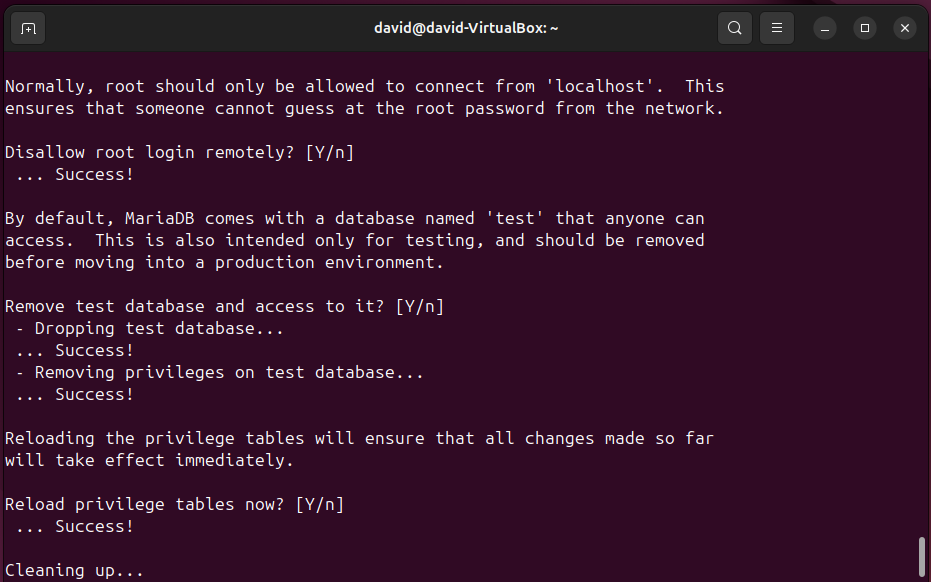 david@david-VirtualBox: ~
Normally, root should only be allowed to connect from 'localhost'.  This
ensures that someone cannot guess at the root password from the network.
Disallow root login remotely? [Y/n]
 ... Success!
By default, MariaDB comes with a database named 'test' that anyone can
access.  This is also intended only for testing, and should be removed
before moving into a production environment.
Remove test database and access to it? [Y/n]
 - Dropping test database...
 ... Success!
 - Removing privileges on test database...
 ... Success!
Reloading the privilege tables will ensure that all changes made so far
will take effect immediately.
Reload privilege tables now? [Y/n]
 ... Success!
Cleaning up...